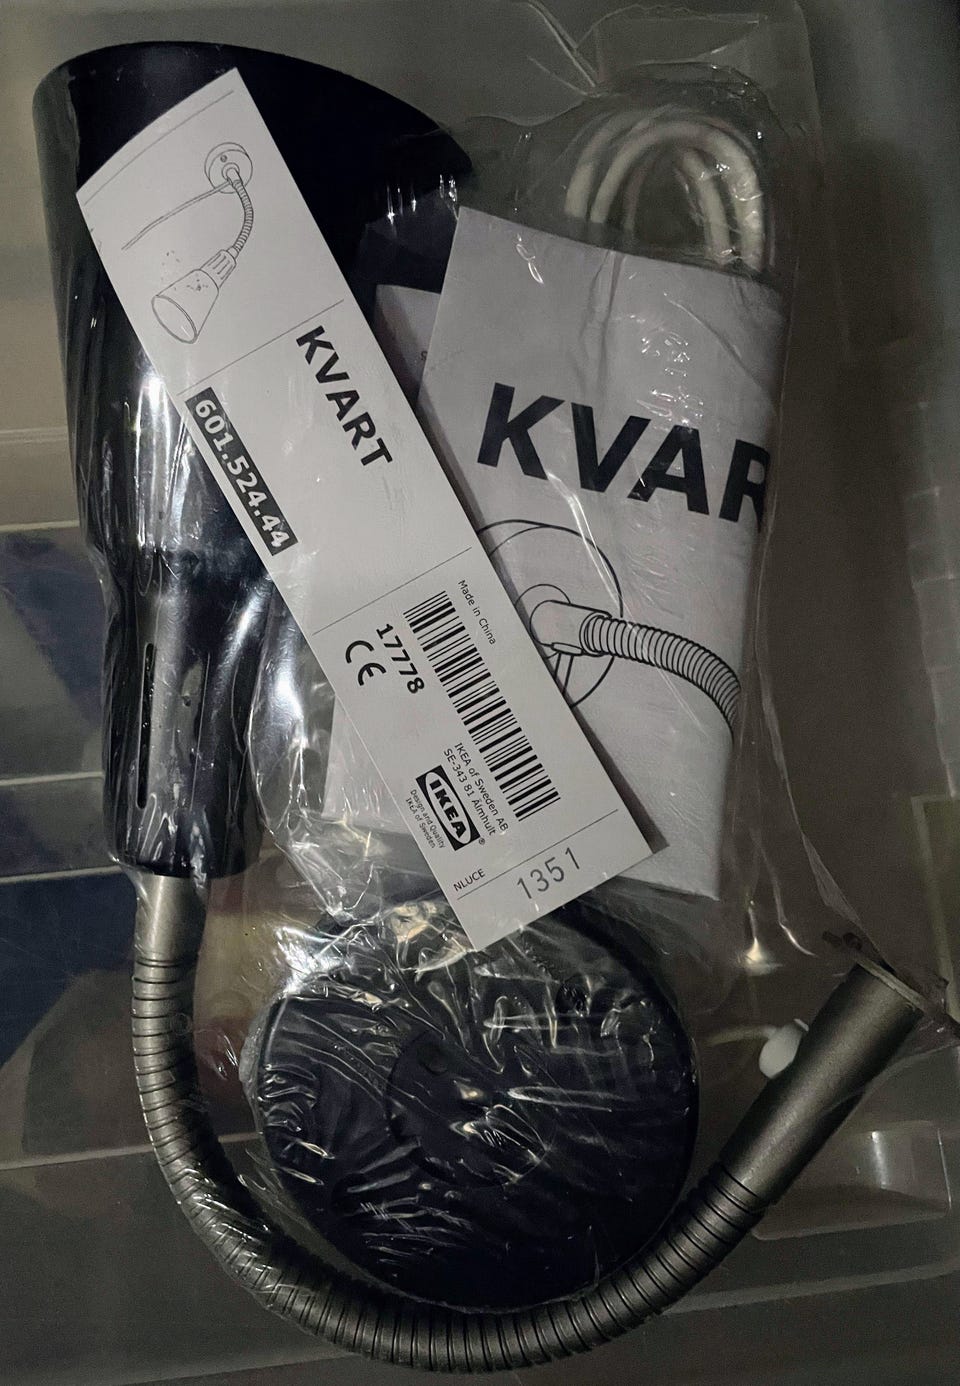 KVART
601.524.44
Made in China
17778
CE
IKEA of Sweden AB
SE-343 81 Älmhult
IKEA®
Design and Quality
IKEA of Sweden
NLUCE
1351
KVAR